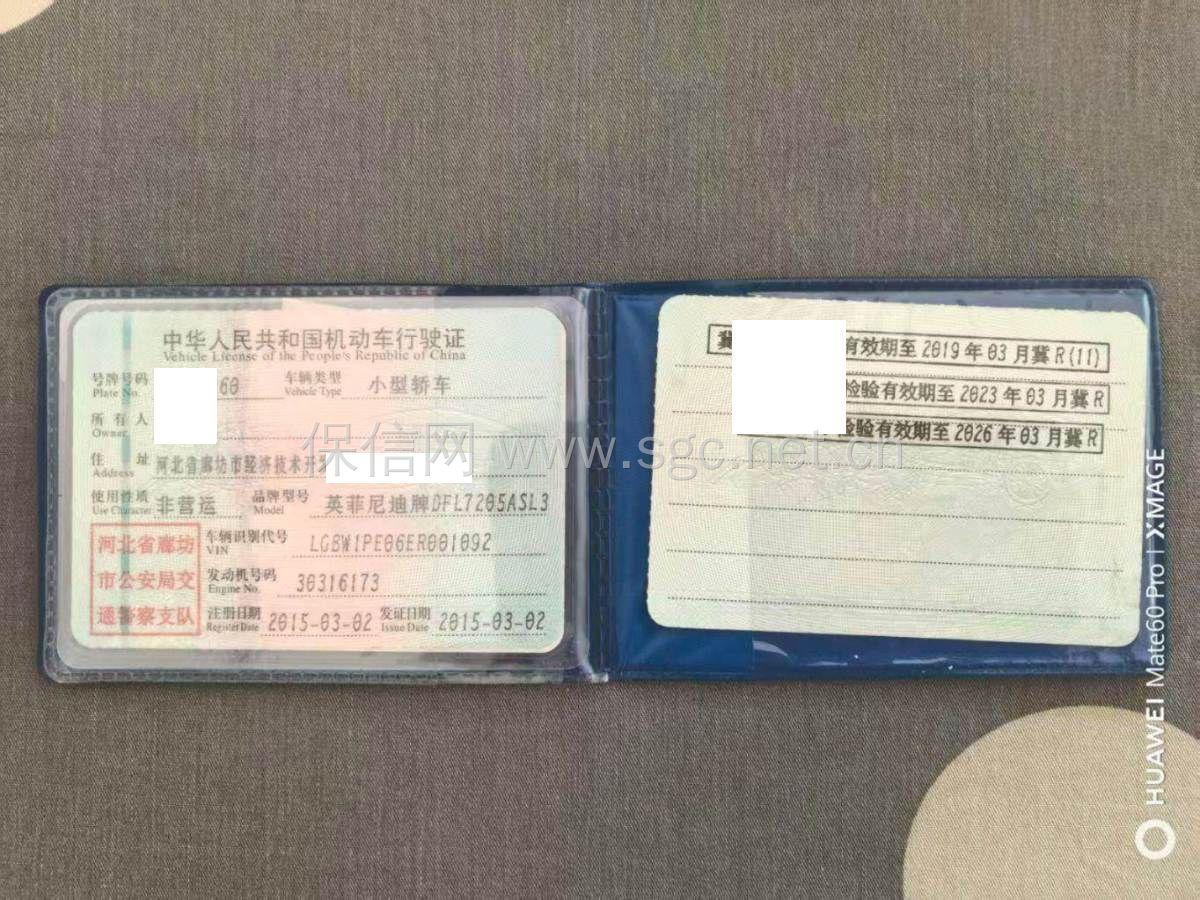 中华人民共和国机动车行驶证
Vehicle License of the People's Republic of China
号牌号码 60 车辆类型 小型轿车
Plate No. Vehicle Type
所有人
Owner
住址 河北省廊坊市经济技术开
Address
使用性质 非营运 品牌型号 英菲尼迪牌DFL7205ASL3
Use Character Model
河北省廊坊
市公安局交
通警察支队
车辆识别代号 LGBW1PE06ER001092
VIN
发动机号码 30316173
Engine No.
注册日期 2015-03-02 发证日期 2015-03-02
Register Date Issue Date
冀 有效期至2019年03月冀R(11)
检验有效期至2023年03月冀R
检验有效期至2026年03月冀R
保信网 www.sgc.net.cn
HUAWEI Mate60 Pro | XMAGE